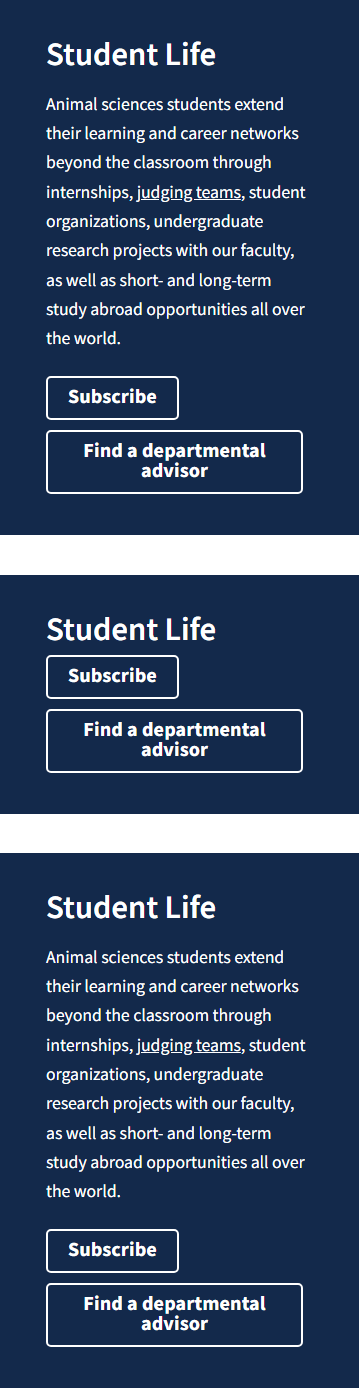 Student Life
Animal sciences students extend
their learning and career networks
beyond the classroom through
internships, judging teams, student
organizations, undergraduate
research projects with our faculty,
as well as short- and long-term
study abroad opportunities all over
the world.
Subscribe
Find a departmental
advisor
Student Life
Subscribe
Find a departmental
advisor
Student Life
Animal sciences students extend
their learning and career networks
beyond the classroom through
internships, judging teams, student
organizations, undergraduate
research projects with our faculty,
as well as short- and long-term
study abroad opportunities all over
the world.
Subscribe
Find a departmental
advisor